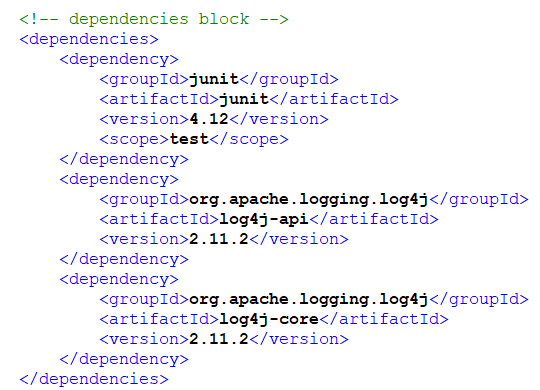 <!-- dependencies block -->
<dependencies>
    <dependency>
        <groupId>junit</groupId>
        <artifactId>junit</artifactId>
        <version>4.12</version>
        <scope>test</scope>
    </dependency>
    <dependency>
        <groupId>org.apache.logging.log4j</groupId>
        <artifactId>log4j-api</artifactId>
        <version>2.11.2</version>
    </dependency>
    <dependency>
        <groupId>org.apache.logging.log4j</groupId>
        <artifactId>log4j-core</artifactId>
        <version>2.11.2</version>
    </dependency>
</dependencies>